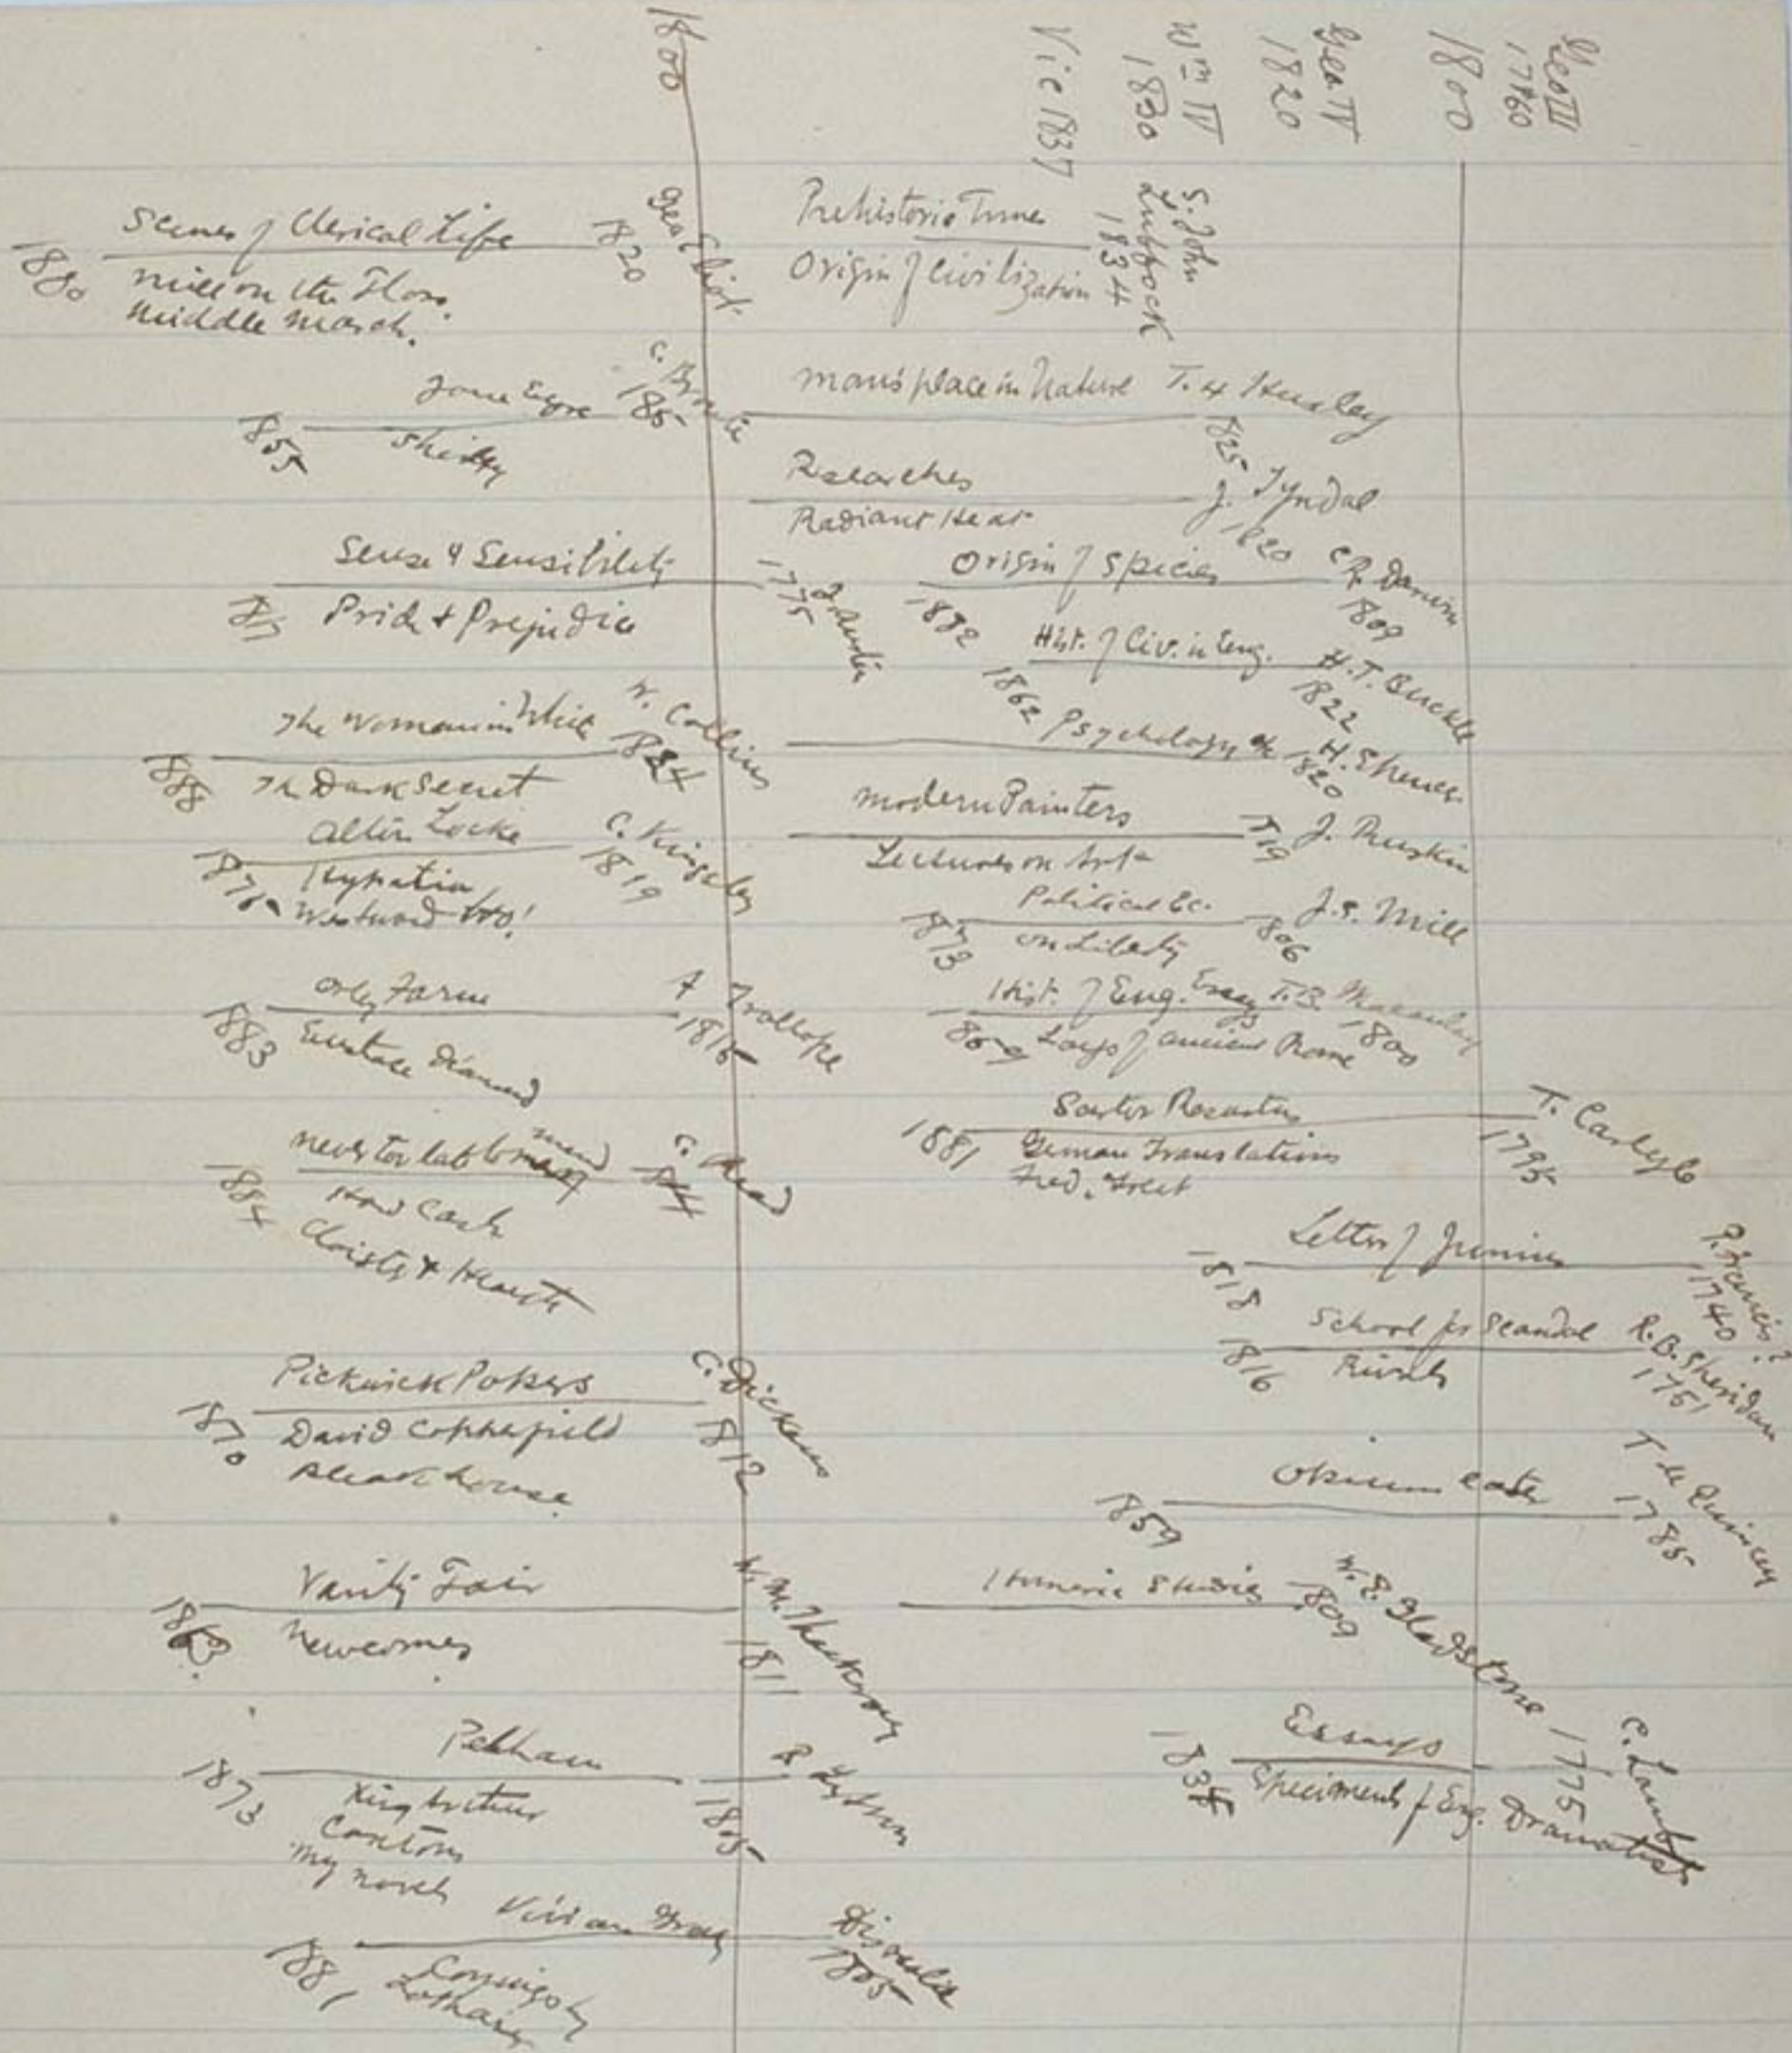 1800
Vic 1837
Wm IV
1830
Geo IV
1820
1800
Geo III
1760
Scenes of Clerical Life
1880
Mill on the Floss.
Middle March.
1820
Geo Eliot
Jane Eyre
1855
Shirley
C. Bronte
Sense & Sensibility
Pride & Prejudice
1775
J. Austin
The Woman in White
1888
The Dark Secret
W. Collins
1824
Alton Locke
Hypatia
Westward Ho!
C. Kingsley
1819
Orley Farm
1883
Eustace Diamond
A Trollope
1815
never too late to mend
1884
Hard Cash
Cloister & Hearth
C. Read
Pickwick Papers
1870
David Copperfield
Bleak house
C. Dickens
1812
Vanity Fair
Newcomes
W. M. Thackeray
1811
Pelham
1873
King Arthur
Caxtons
My novel
B. Lytton
1805
Vivian Gray
1881
Coningsby
Lothair
Disraeli
1805
Prehistoric Times
Origin of Civilization
1834
S. John
Lubbock
Man's place in Nature T. H Huxley
1825
Researches
Radiant Heat
J. Tyndal
1820
Origin of Species
1882
C R. Darwin
1809
Hist. of Civ. in Eng.
1862
H. T. Buckle
1822
Psychology
H. Spencer
1820
Modern Painters
Lectures on Art
J. Ruskin
Political Ec.
1873
on Liberty
1806
J. S. Mill
Hist. of Eng. Essays T. B. Macaulay
1800
Lays of ancient Rome
Sartor Resartus
1881
German Translations
Fred. Great
T. Carlyle
1795
Letters of Junius
1818
P. Francis?
1740
School for Scandal
1816
Rivals
R. B. Sheridan
1751
Opium eater
1859
T de Quincey
1785
Homeric Studies
1809
W. E. Gladstone
Essays
Specimens of Eng. Dramatists
1775
C. Lamb